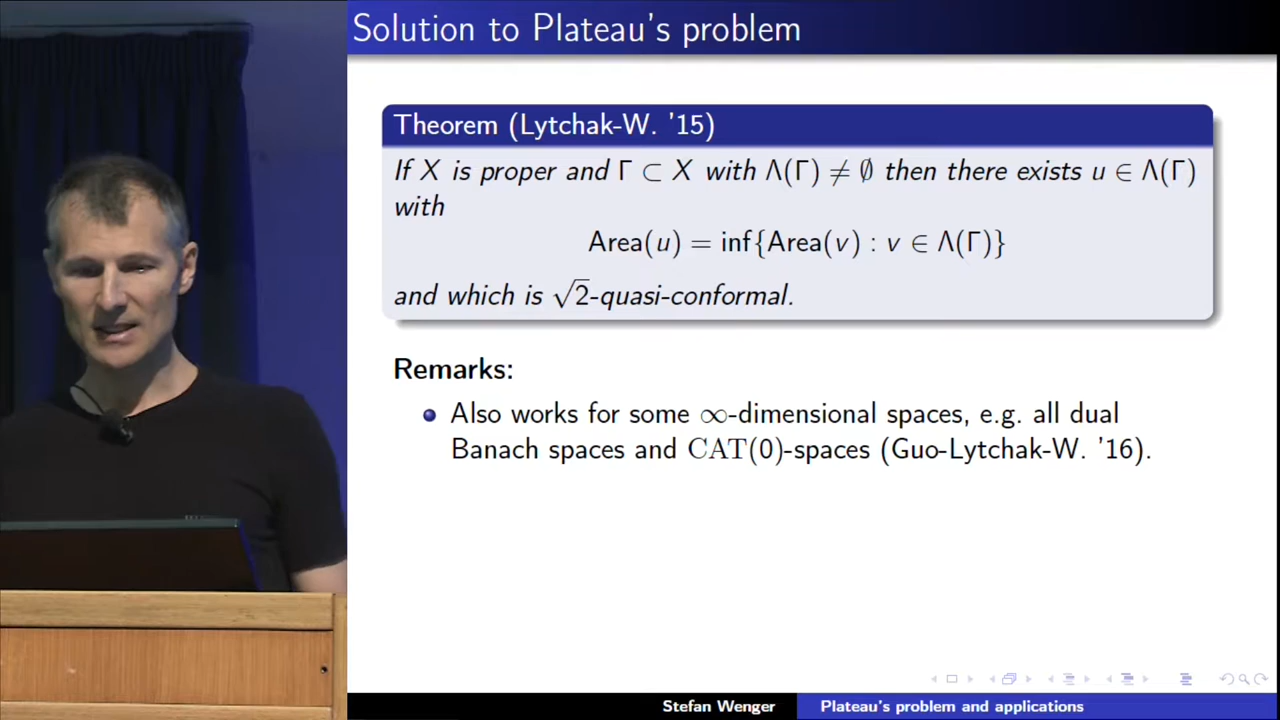 Solution to Plateau's problem
Theorem (Lytchak-W. '15)
If X is proper and Γ ⊂ X with Λ(Γ) ≠ ∅ then there exists u ∈ Λ(Γ)
with
Area(u) = inf{Area(v) : v ∈ Λ(Γ)}
and which is √2-quasi-conformal.
Remarks:
Also works for some ∞-dimensional spaces, e.g. all dual
Banach spaces and CAT(0)-spaces (Guo-Lytchak-W. '16).
Stefan Wenger
Plateau's problem and applications